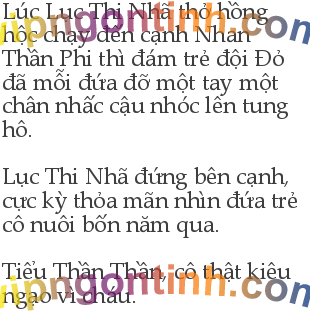 Lúc Lục Thi Nhã thở hồng
hộc chạy đến cạnh Nhan
Thần Phi thì đám trẻ đội Đỏ
đã mỗi đứa đỡ một tay một
chân nhấc cậu nhóc lên tung
hô.
Lục Thi Nhã đứng bên cạnh,
cực kỳ thỏa mãn nhìn đứa trẻ
cô nuôi bốn năm qua.
Tiểu Thần Thần, cô thật kiêu
ngạo vì cháu.
vipngontinh.com
vipngontinh.com